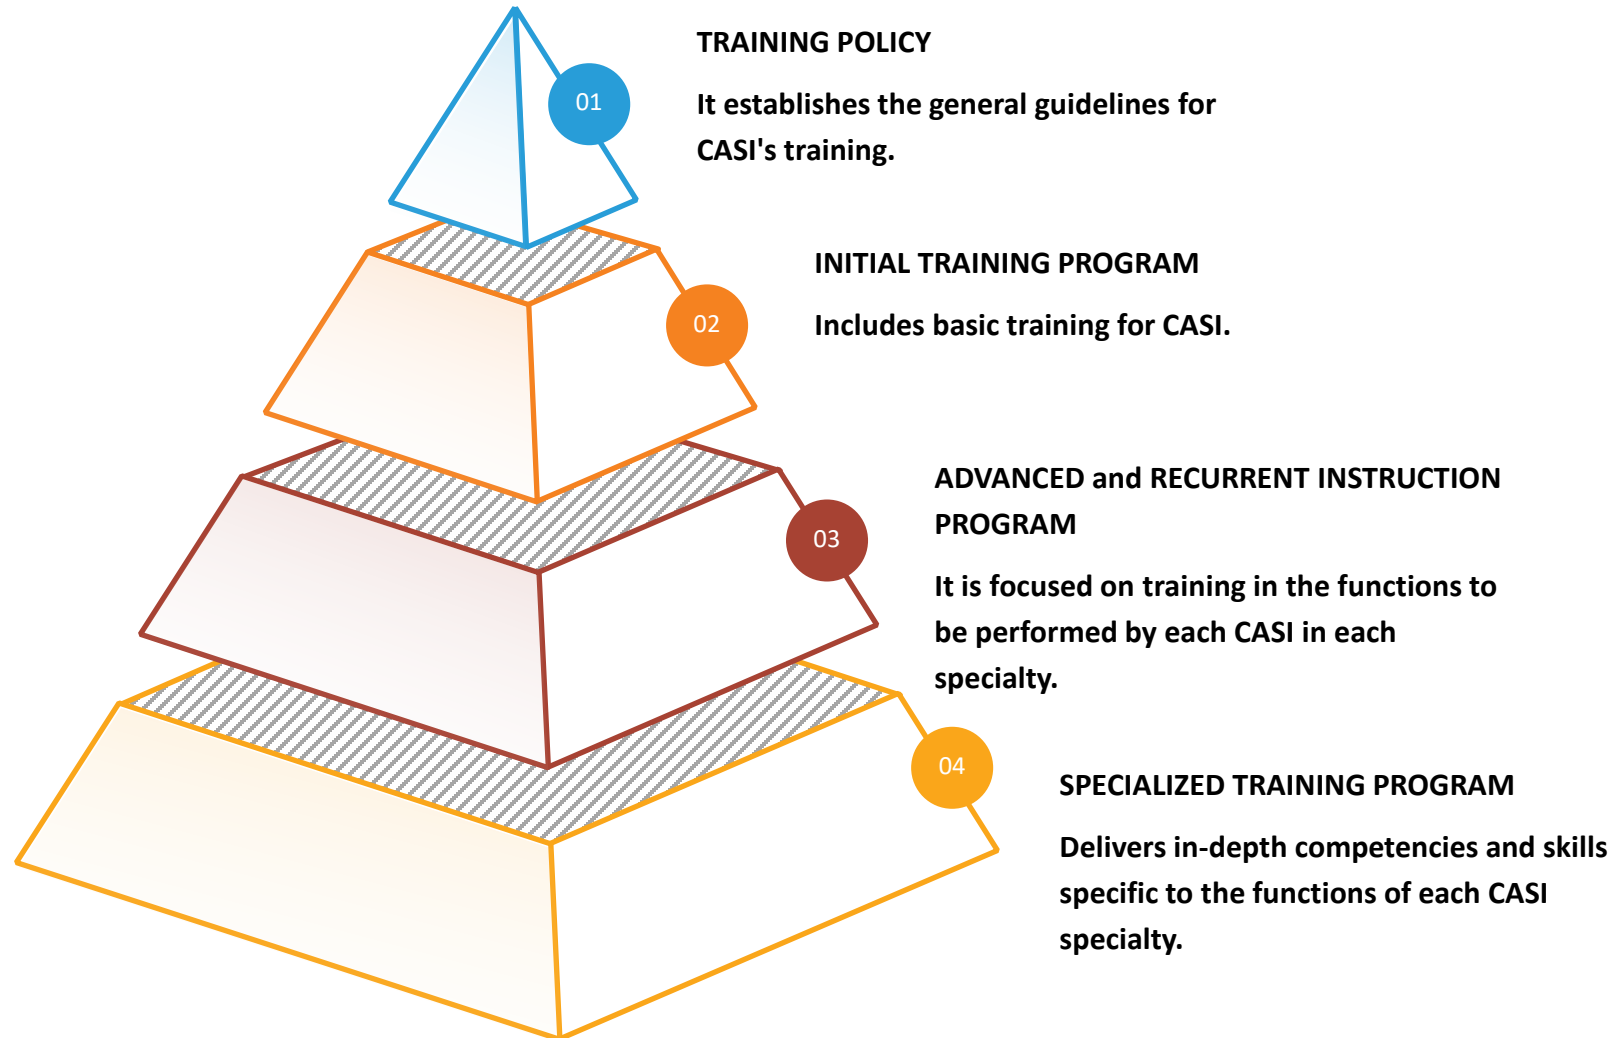 01
TRAINING POLICY
It establishes the general guidelines for
CASI's training.
02
INITIAL TRAINING PROGRAM
Includes basic training for CASI.
03
ADVANCED and RECURRENT INSTRUCTION
PROGRAM
It is focused on training in the functions to
be performed by each CASI in each
specialty.
04
SPECIALIZED TRAINING PROGRAM
Delivers in-depth competencies and skills
specific to the functions of each CASI
specialty.